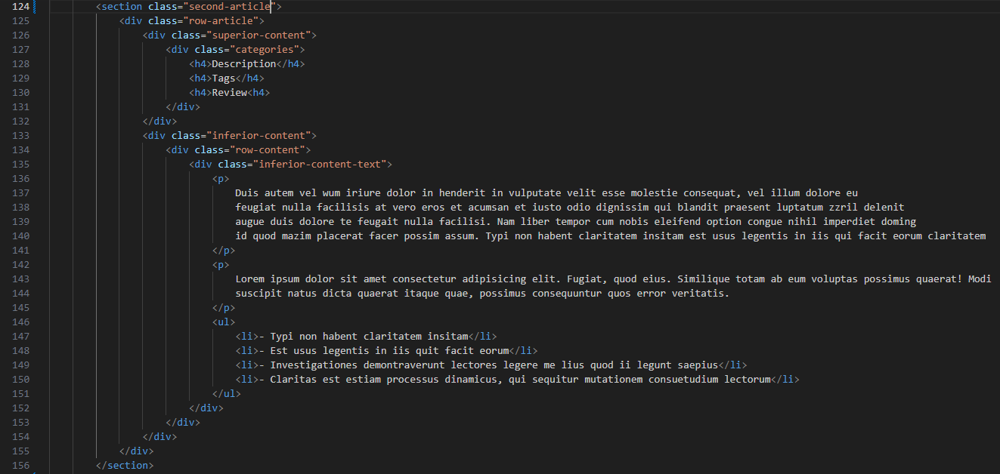 124 <section class="second-article">
125 <div class="row-article">
126 <div class="superior-content">
127 <div class="categories">
128 <h4>Description</h4>
129 <h4>Tags</h4>
130 <h4>Review<h4>
131 </div>
132 </div>
133 <div class="inferior-content">
134 <div class="row-content">
135 <div class="inferior-content-text">
136 <p>
137 Duis autem vel wum iriure dolor in henderit in vulputate velit esse molestie consequat, vel illum dolore eu
138 feugiat nulla facilisis at vero eros et acumsan et iusto odio dignissim qui blandit praesent luptatum zzril delenit
139 augue duis dolore te feugait nulla facilisi. Nam liber tempor cum nobis eleifend option congue nihil imperdiet doming
140 id quod mazim placerat facer possim assum. Typi non habent claritatem insitam est usus legentis in iis qui facit eorum claritatem
141 </p>
142 <p>
143 Lorem ipsum dolor sit amet consectetur adipisicing elit. Fugiat, quod eius. Similique totam ab eum voluptas possimus quaerat! Modi
144 suscipit natus dicta quaerat itaque quae, possimus consequuntur quos error veritatis.
145 </p>
146 <ul>
147 <li>- Typi non habent claritatem insitam</li>
148 <li>- Est usus legentis in iis quit facit eorum</li>
149 <li>- Investigationes demontraverunt lectores legere me lius quod ii legunt saepius</li>
150 <li>- Claritas est estiam processus dinamicus, qui sequitur mutationem consuetudium lectorum</li>
151 </ul>
152 </div>
153 </div>
154 </div>
155 </div>
156 </section>